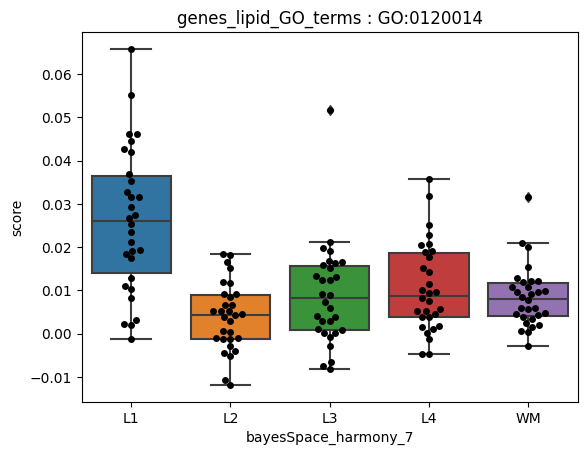 genes_lipid_GO_terms : GO:0120014
0.06
0.05
0.04
0.03
0.02
0.01
0.00
−0.01
score
L1 L2 L3 L4 WM
bayesSpace_harmony_7